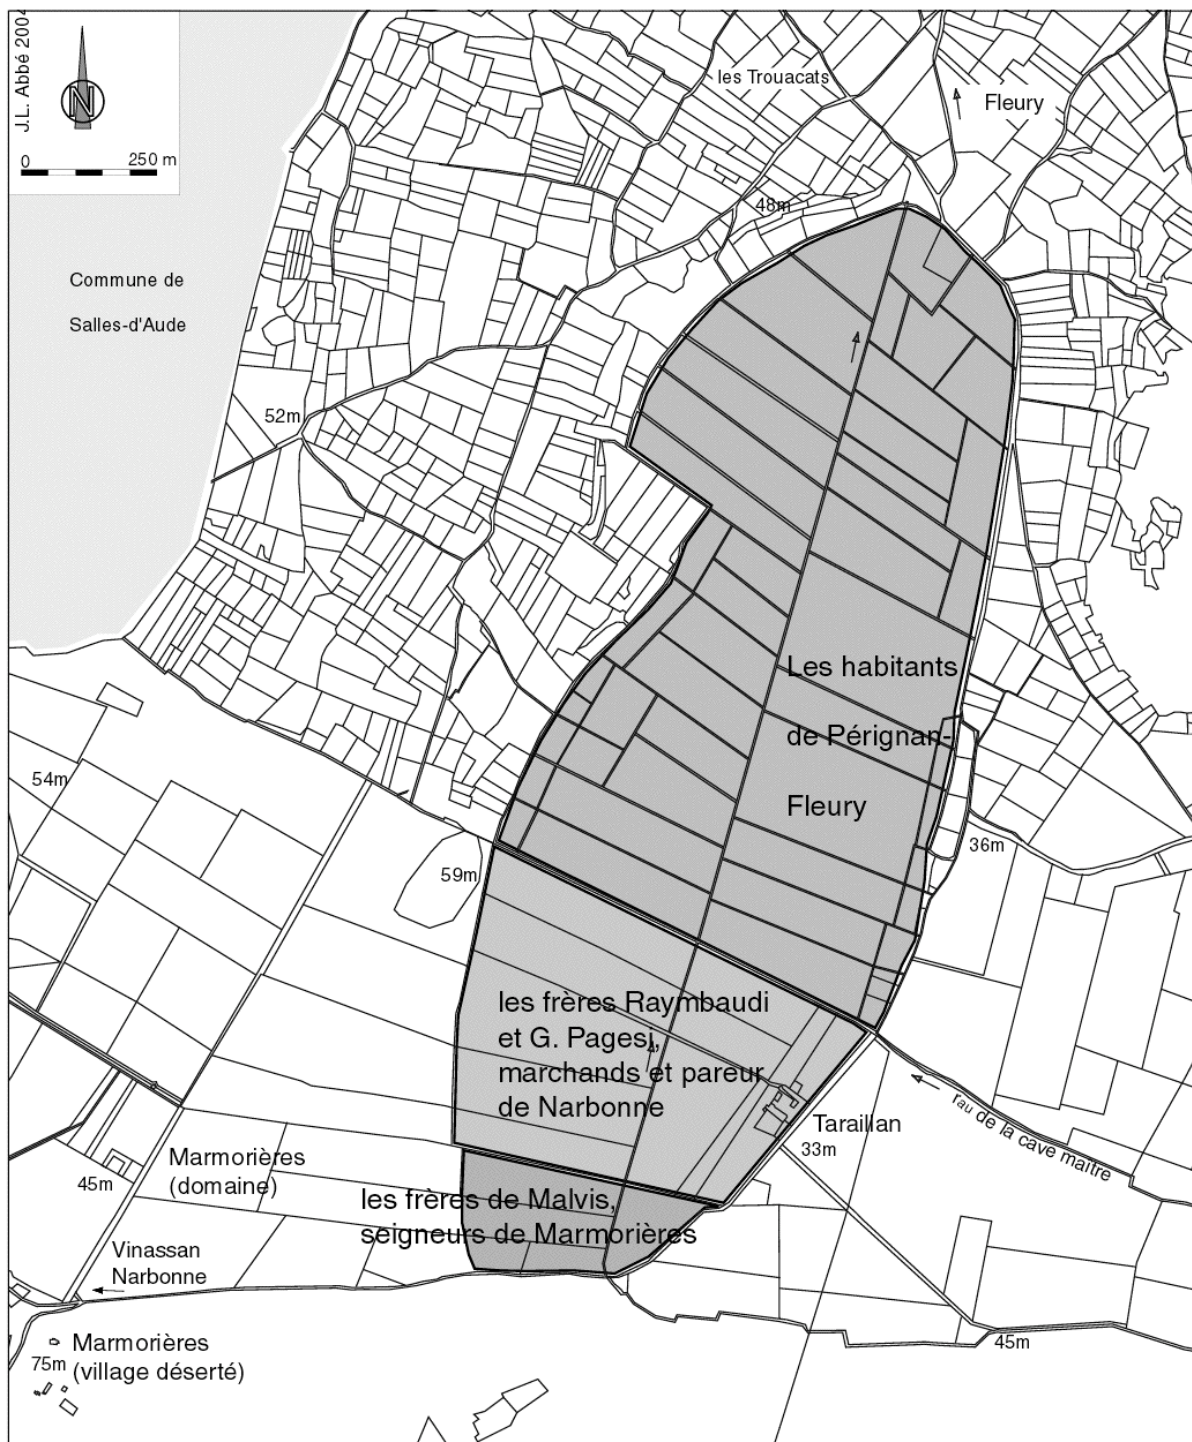 J.L. Abbé 2004
N
0 250 m
les Trouacats
Fleury
48m
Commune de
Salles-d'Aude
52m
Les habitants
de Pérignan-
Fleury
54m
36m
59m
les frères Raymbaudi
et G. Pagesi,
marchands et pareur
de Narbonne
rau de la cave maitre
Taraillan
33m
Marmorières
(domaine)
45m
les frères de Malvis,
seigneurs de Marmorières
Vinassan
Narbonne
Marmorières
(village déserté)
75m
45m